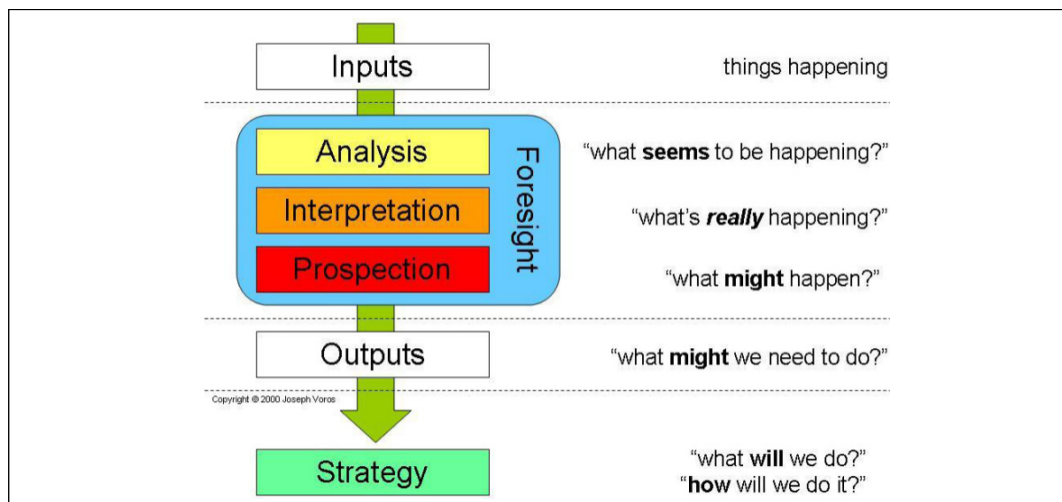 Inputs
things happening
Analysis
“what seems to be happening?”
Interpretation
“what’s really happening?”
Prospection
“what might happen?”
Foresight
Outputs
“what might we need to do?”
Copyright © 2000 Joseph Voros
Strategy
“what will we do?”
“how will we do it?”